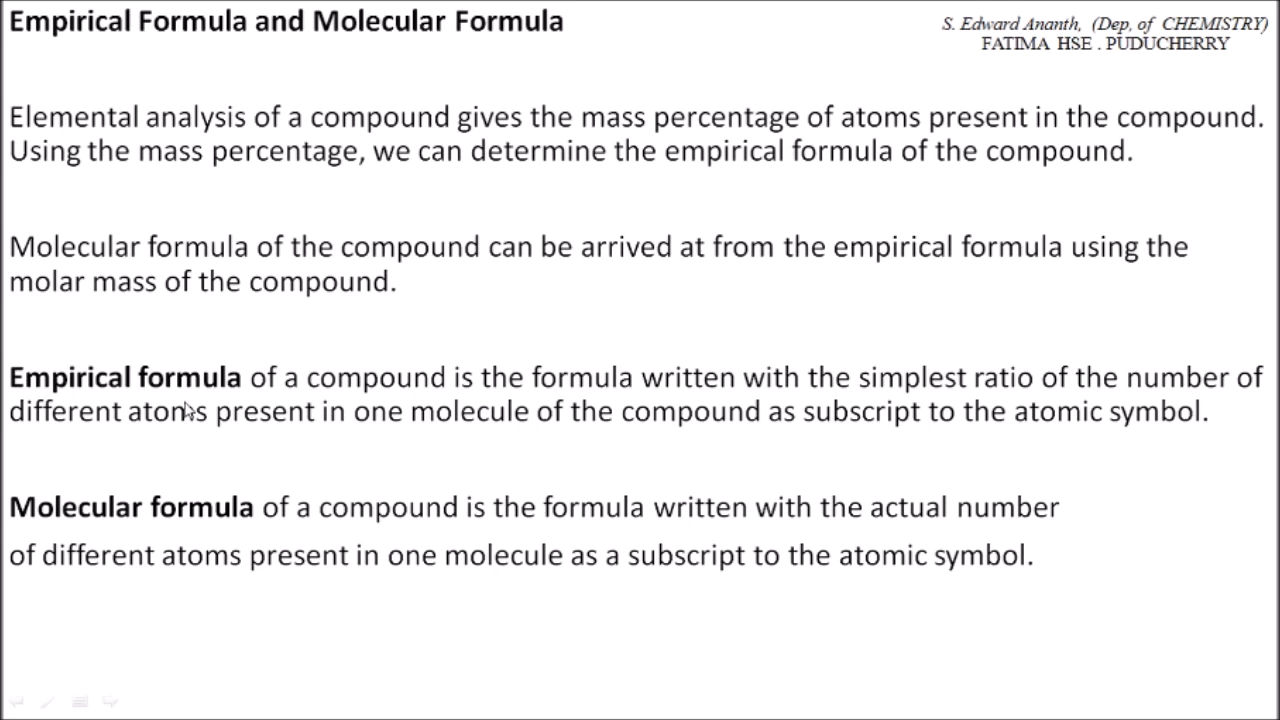 Empirical Formula and Molecular Formula
S. Edward Ananth, (Dep, of CHEMISTRY)
FATIMA HSE . PUDUCHERRY
Elemental analysis of a compound gives the mass percentage of atoms present in the compound.
Using the mass percentage, we can determine the empirical formula of the compound.
Molecular formula of the compound can be arrived at from the empirical formula using the
molar mass of the compound.
Empirical formula of a compound is the formula written with the simplest ratio of the number of
different atoms present in one molecule of the compound as subscript to the atomic symbol.
Molecular formula of a compound is the formula written with the actual number
of different atoms present in one molecule as a subscript to the atomic symbol.